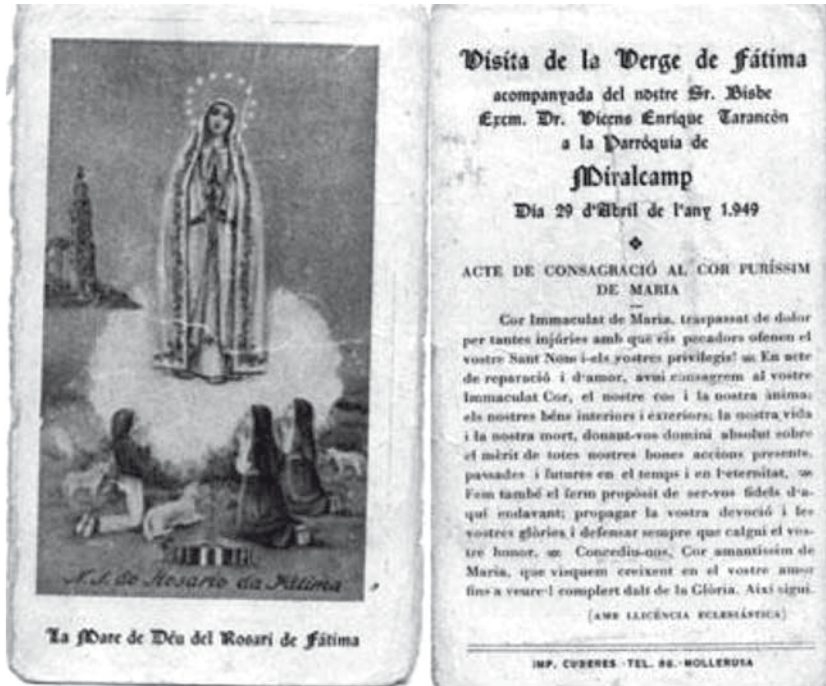 N. S. do Rosario da Fátima
La Mare de Déu del Rosari de Fátima
Visita de la Verge de Fátima
acompanyada del nostre Sr. Bisbe
Excm. Dr. Vicens Enrique Tarancón
a la Parróquia de
Miralcamp
Dia 29 d'Abril de l'any 1.949
ACTE DE CONSAGRACIÓ AL COR PURÍSSIM
DE MARIA
Cor Immaculat de Maria, traspassat de dolor
per tantes injúries amb que els pecadors ofenen el
vostre Sant Nom i els vostres privilegis! En acte
de reparació i d'amor, avui consagrem al vostre
Immaculat Cor, el nostre cos i la nostra ànima;
els nostres béns interiors i exteriors; la nostra vida
i la nostra mort, donant-vos domini absolut sobre
el mèrit de totes nostres bones accions presents,
passades i futures en el temps i en l'eternitat,
Fem també el ferm propòsit de ser-vos fidels d'a-
quí endavant; propagar la vostra devoció i les
vostres glòries i defensar sempre que calgui el vos-
tre honor, Concediu-nos, Cor amantíssim de
Maria, que visquem creixent en el vostre amor
fins a veure-l complert dalt de la Glòria. Així sigui.
(AMB LLICÈNCIA ECLESIÀSTICA)
IMP. CUBERES - TEL. 86. - MOLLERUSA